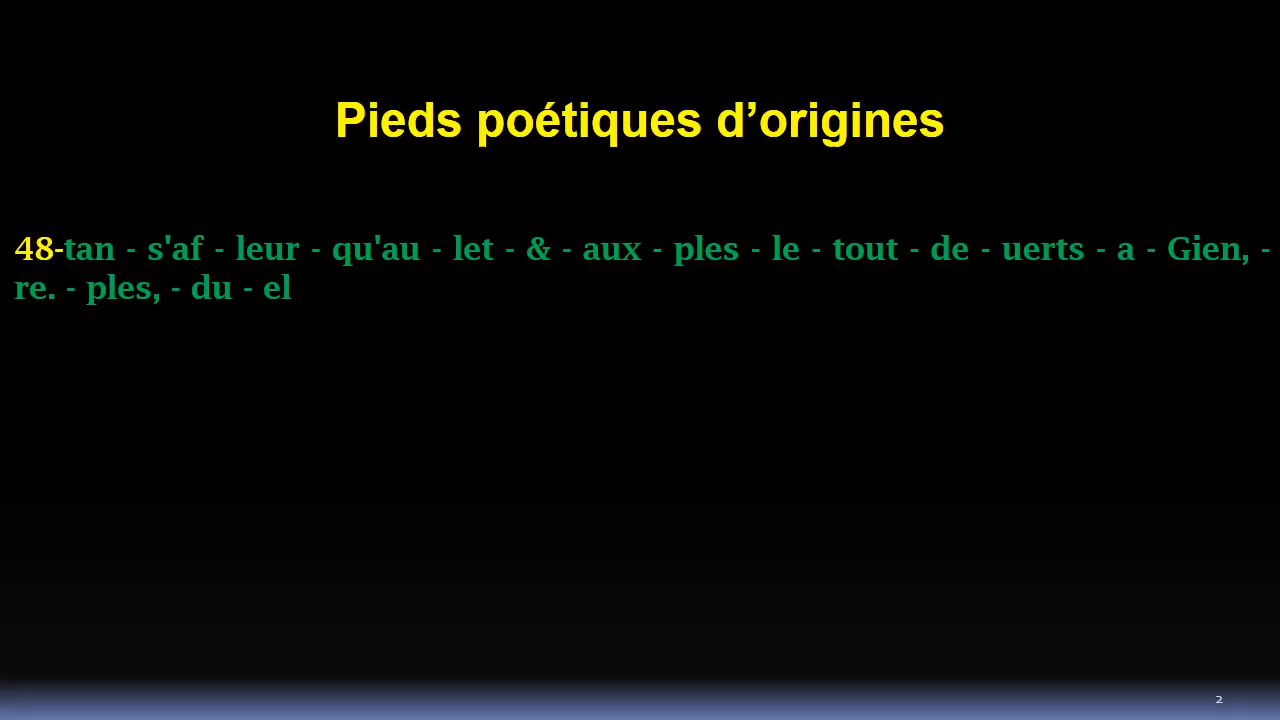 Pieds poétiques d’origines
48-tan - s'af - leur - qu'au - let - & - aux - ples - le - tout - de - uerts - a - Gien, -
re. - ples, - du - el
2